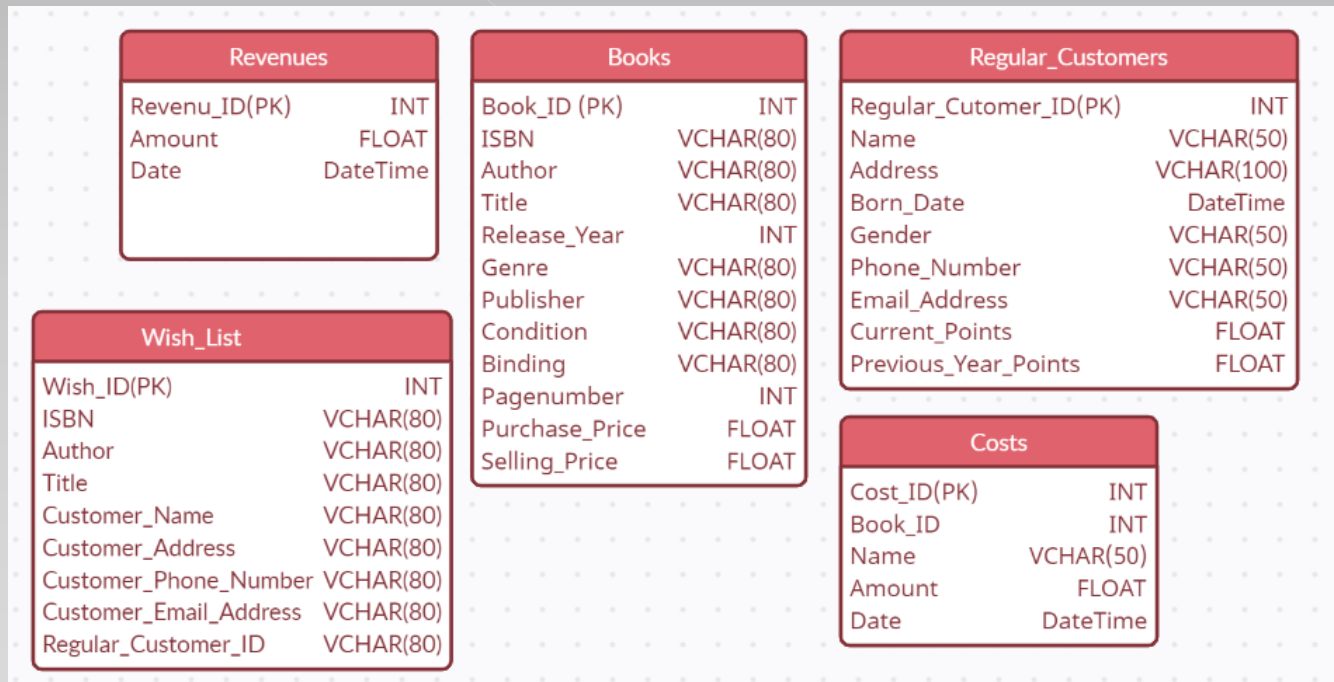 Revenues
Revenu_ID(PK) INT
Amount FLOAT
Date DateTime
Books
Book_ID (PK) INT
ISBN VCHAR(80)
Author VCHAR(80)
Title VCHAR(80)
Release_Year INT
Genre VCHAR(80)
Publisher VCHAR(80)
Condition VCHAR(80)
Binding VCHAR(80)
Pagenumber INT
Purchase_Price FLOAT
Selling_Price FLOAT
Regular_Customers
Regular_Cutomer_ID(PK) INT
Name VCHAR(50)
Address VCHAR(100)
Born_Date DateTime
Gender VCHAR(50)
Phone_Number VCHAR(50)
Email_Address VCHAR(50)
Current_Points FLOAT
Previous_Year_Points FLOAT
Wish_List
Wish_ID(PK) INT
ISBN VCHAR(80)
Author VCHAR(80)
Title VCHAR(80)
Customer_Name VCHAR(80)
Customer_Address VCHAR(80)
Customer_Phone_Number VCHAR(80)
Customer_Email_Address VCHAR(80)
Regular_Customer_ID VCHAR(80)
Costs
Cost_ID(PK) INT
Book_ID INT
Name VCHAR(50)
Amount FLOAT
Date DateTime